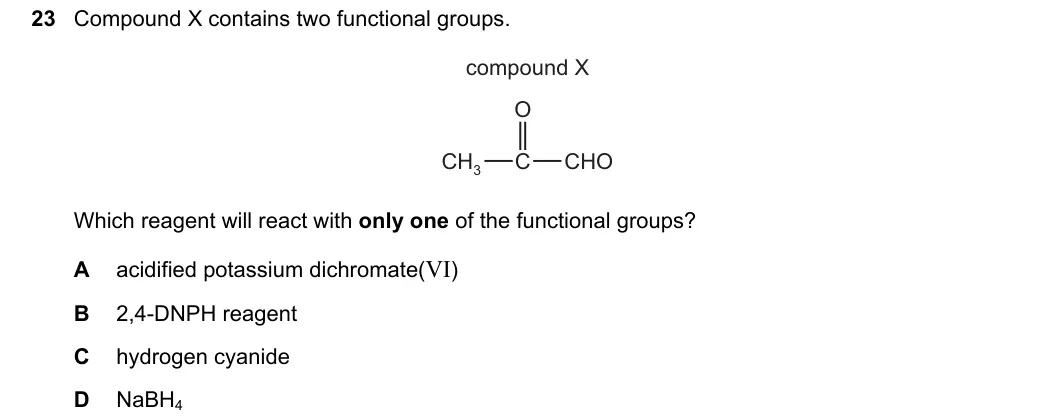 23 Compound X contains two functional groups.
compound X
O
CH₃—C—CHO
Which reagent will react with only one of the functional groups?
A acidified potassium dichromate(VI)
B 2,4-DNPH reagent
C hydrogen cyanide
D NaBH₄